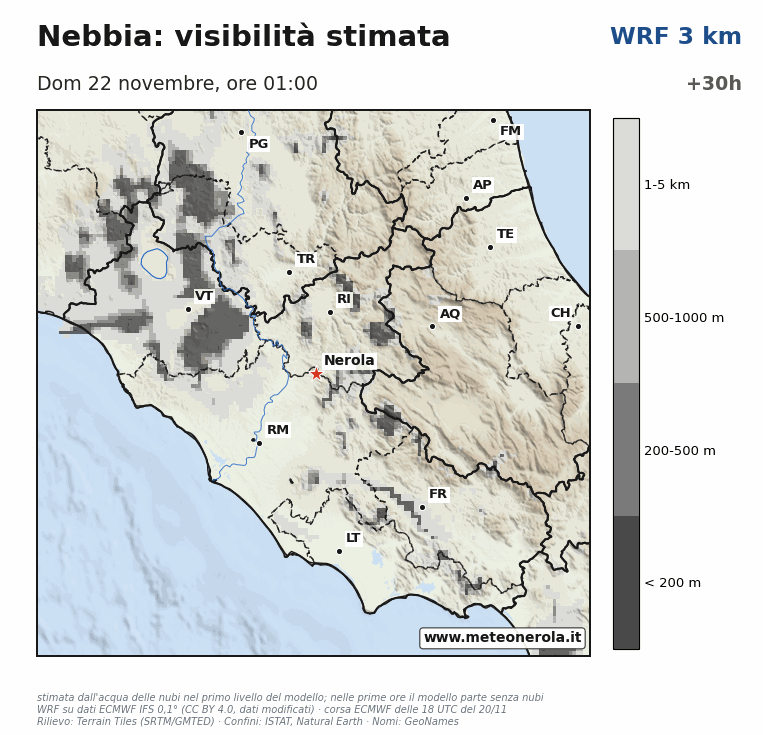 Nebbia: visibilità stimata
WRF 3 km
Dom 22 novembre, ore 01:00
+30h
FM
PG
AP
TE
TR
VT
RI
AQ
CH
Nerola
RM
FR
LT
www.meteonerola.it
1-5 km
500-1000 m
200-500 m
< 200 m
stimata dall'acqua delle nubi nel primo livello del modello; nelle prime ore il modello parte senza nubi
WRF su dati ECMWF IFS 0,1° (CC BY 4.0, dati modificati) · corsa ECMWF delle 18 UTC del 20/11
Rilievo: Terrain Tiles (SRTM/GMTED) · Confini: ISTAT, Natural Earth · Nomi: GeoNames